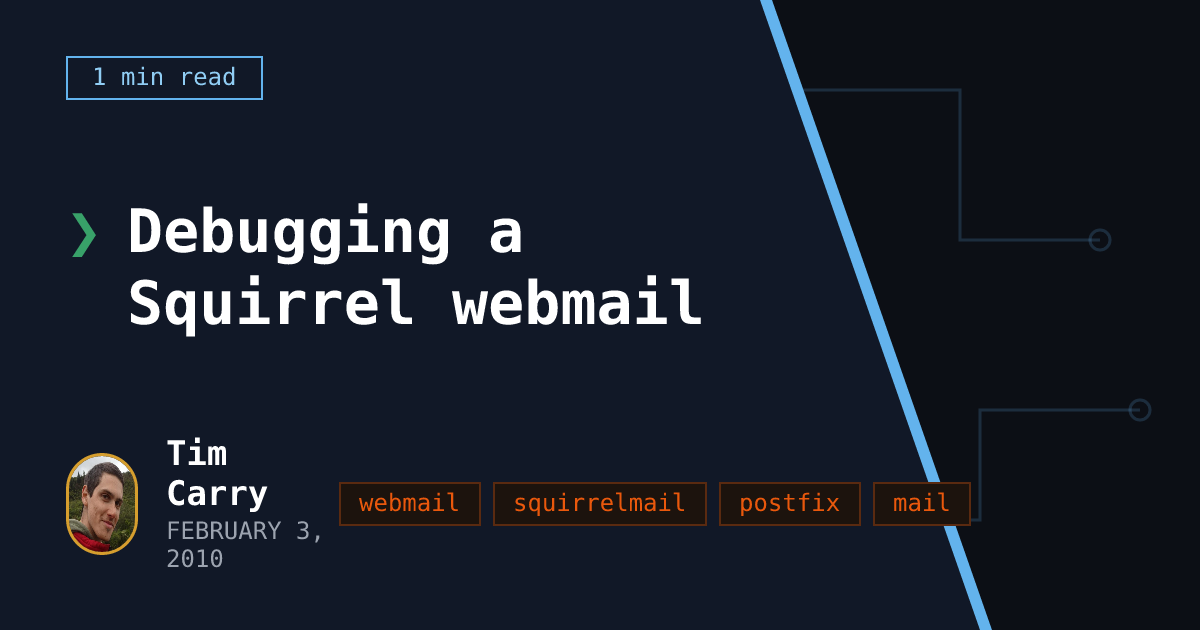 1 min read
❯ Debugging a
Squirrel webmail
Tim
Carry
FEBRUARY 3,
2010
webmail squirrelmail postfix mail